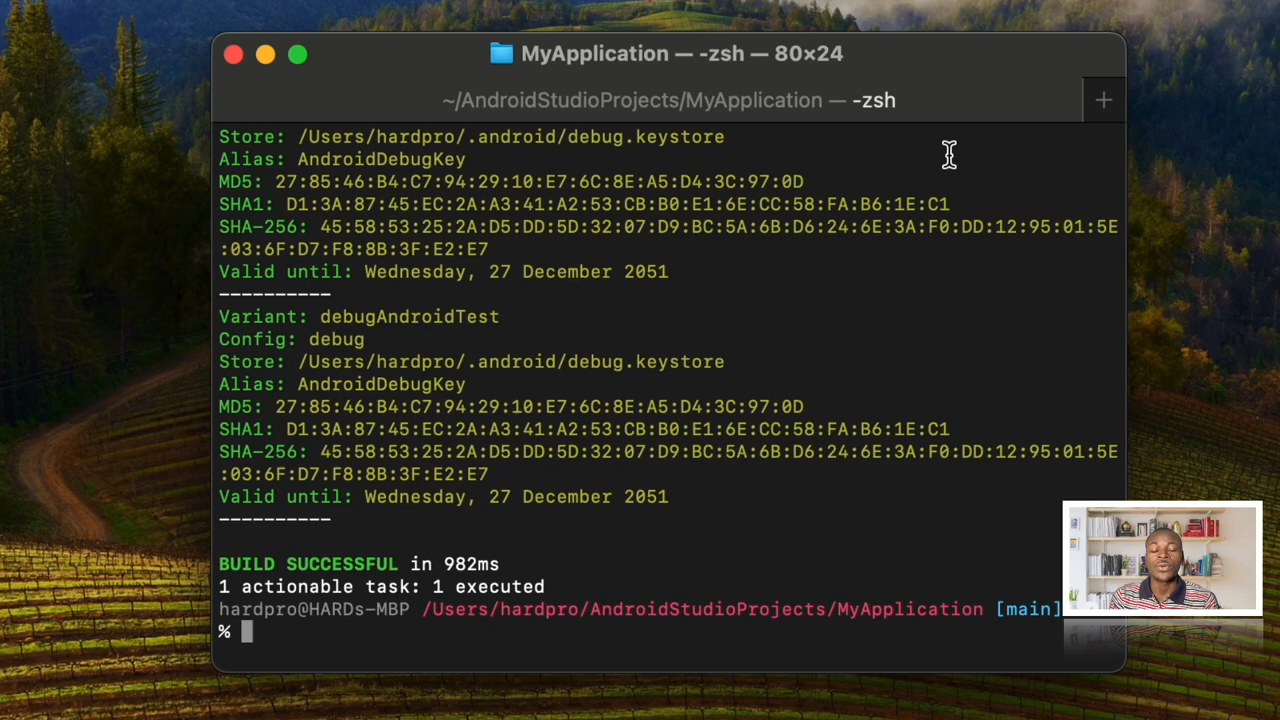 MyApplication — -zsh — 80×24
~/AndroidStudioProjects/MyApplication — -zsh
Store: /Users/hardpro/.android/debug.keystore
Alias: AndroidDebugKey
MD5: 27:85:46:B4:C7:94:29:10:E7:6C:8E:A5:D4:3C:97:0D
SHA1: D1:3A:87:45:EC:2A:A3:41:A2:53:CB:B0:E1:6E:CC:58:FA:B6:1E:C1
SHA-256: 45:58:53:25:2A:D5:DD:5D:32:07:D9:BC:5A:6B:D6:24:6E:3A:F0:DD:12:95:01:5E
:03:6F:D7:F8:8B:3F:E2:E7
Valid until: Wednesday, 27 December 2051
----------
Variant: debugAndroidTest
Config: debug
Store: /Users/hardpro/.android/debug.keystore
Alias: AndroidDebugKey
MD5: 27:85:46:B4:C7:94:29:10:E7:6C:8E:A5:D4:3C:97:0D
SHA1: D1:3A:87:45:EC:2A:A3:41:A2:53:CB:B0:E1:6E:CC:58:FA:B6:1E:C1
SHA-256: 45:58:53:25:2A:D5:DD:5D:32:07:D9:BC:5A:6B:D6:24:6E:3A:F0:DD:12:95:01:5E
:03:6F:D7:F8:8B:3F:E2:E7
Valid until: Wednesday, 27 December 2051
----------
BUILD SUCCESSFUL in 982ms
1 actionable task: 1 executed
hardpro@HARDs-MBP /Users/hardpro/AndroidStudioProjects/MyApplication [main]
%